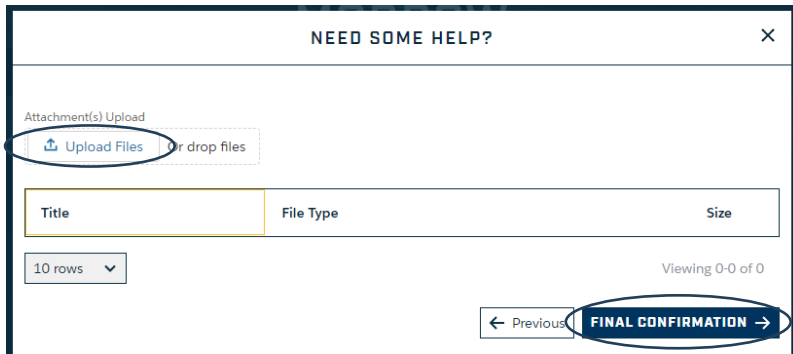 NEED SOME HELP?
Attachment(s) Upload
Upload Files Or drop files
Title File Type Size
10 rows Viewing 0-0 of 0
Previous FINAL CONFIRMATION